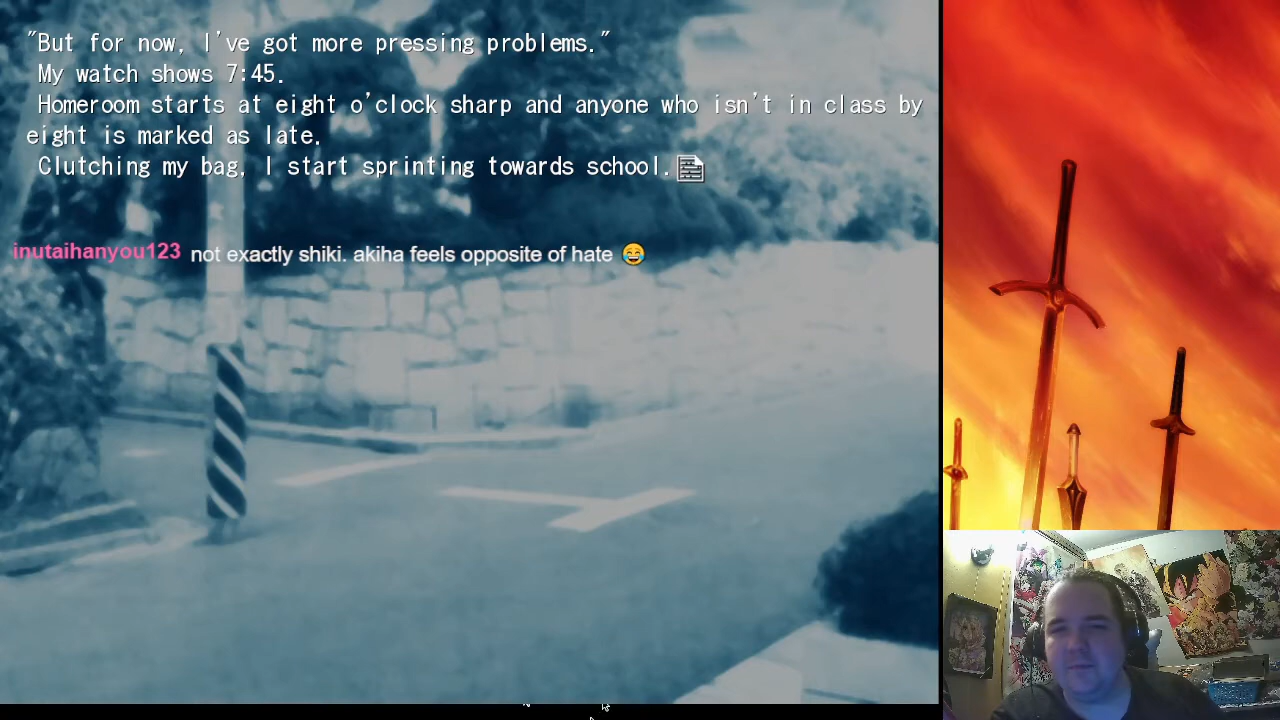 "But for now, I've got more pressing problems."
My watch shows 7:45.
Homeroom starts at eight o'clock sharp and anyone who isn't in class by
eight is marked as late.
Clutching my bag, I start sprinting towards school.
inutaihanyou123 not exactly shiki. akiha feels opposite of hate 😂